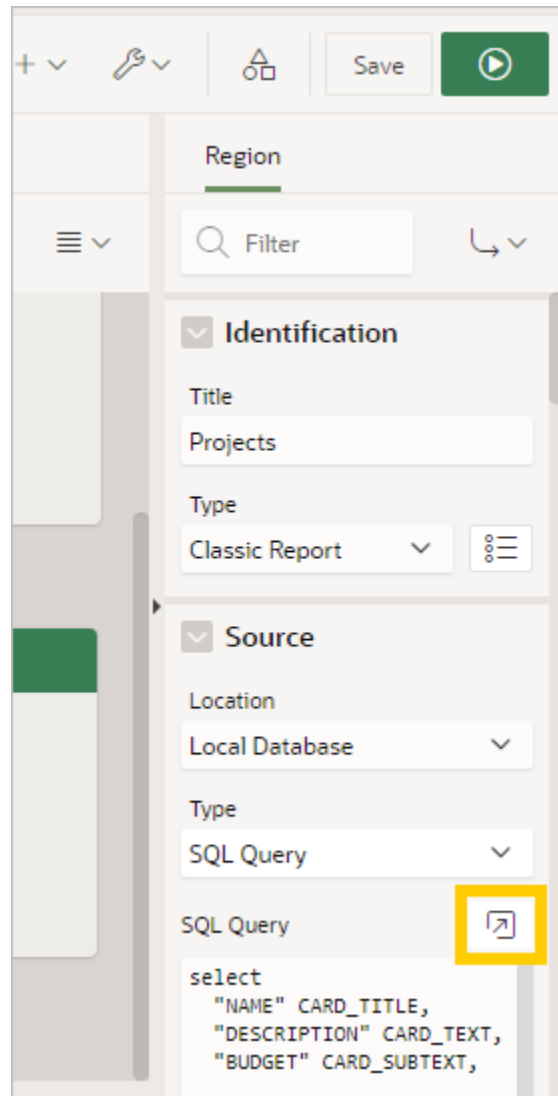 Save
Region
Filter
Identification
Title
Projects
Type
Classic Report
Source
Location
Local Database
Type
SQL Query
SQL Query
select
"NAME" CARD_TITLE,
"DESCRIPTION" CARD_TEXT,
"BUDGET" CARD_SUBTEXT,